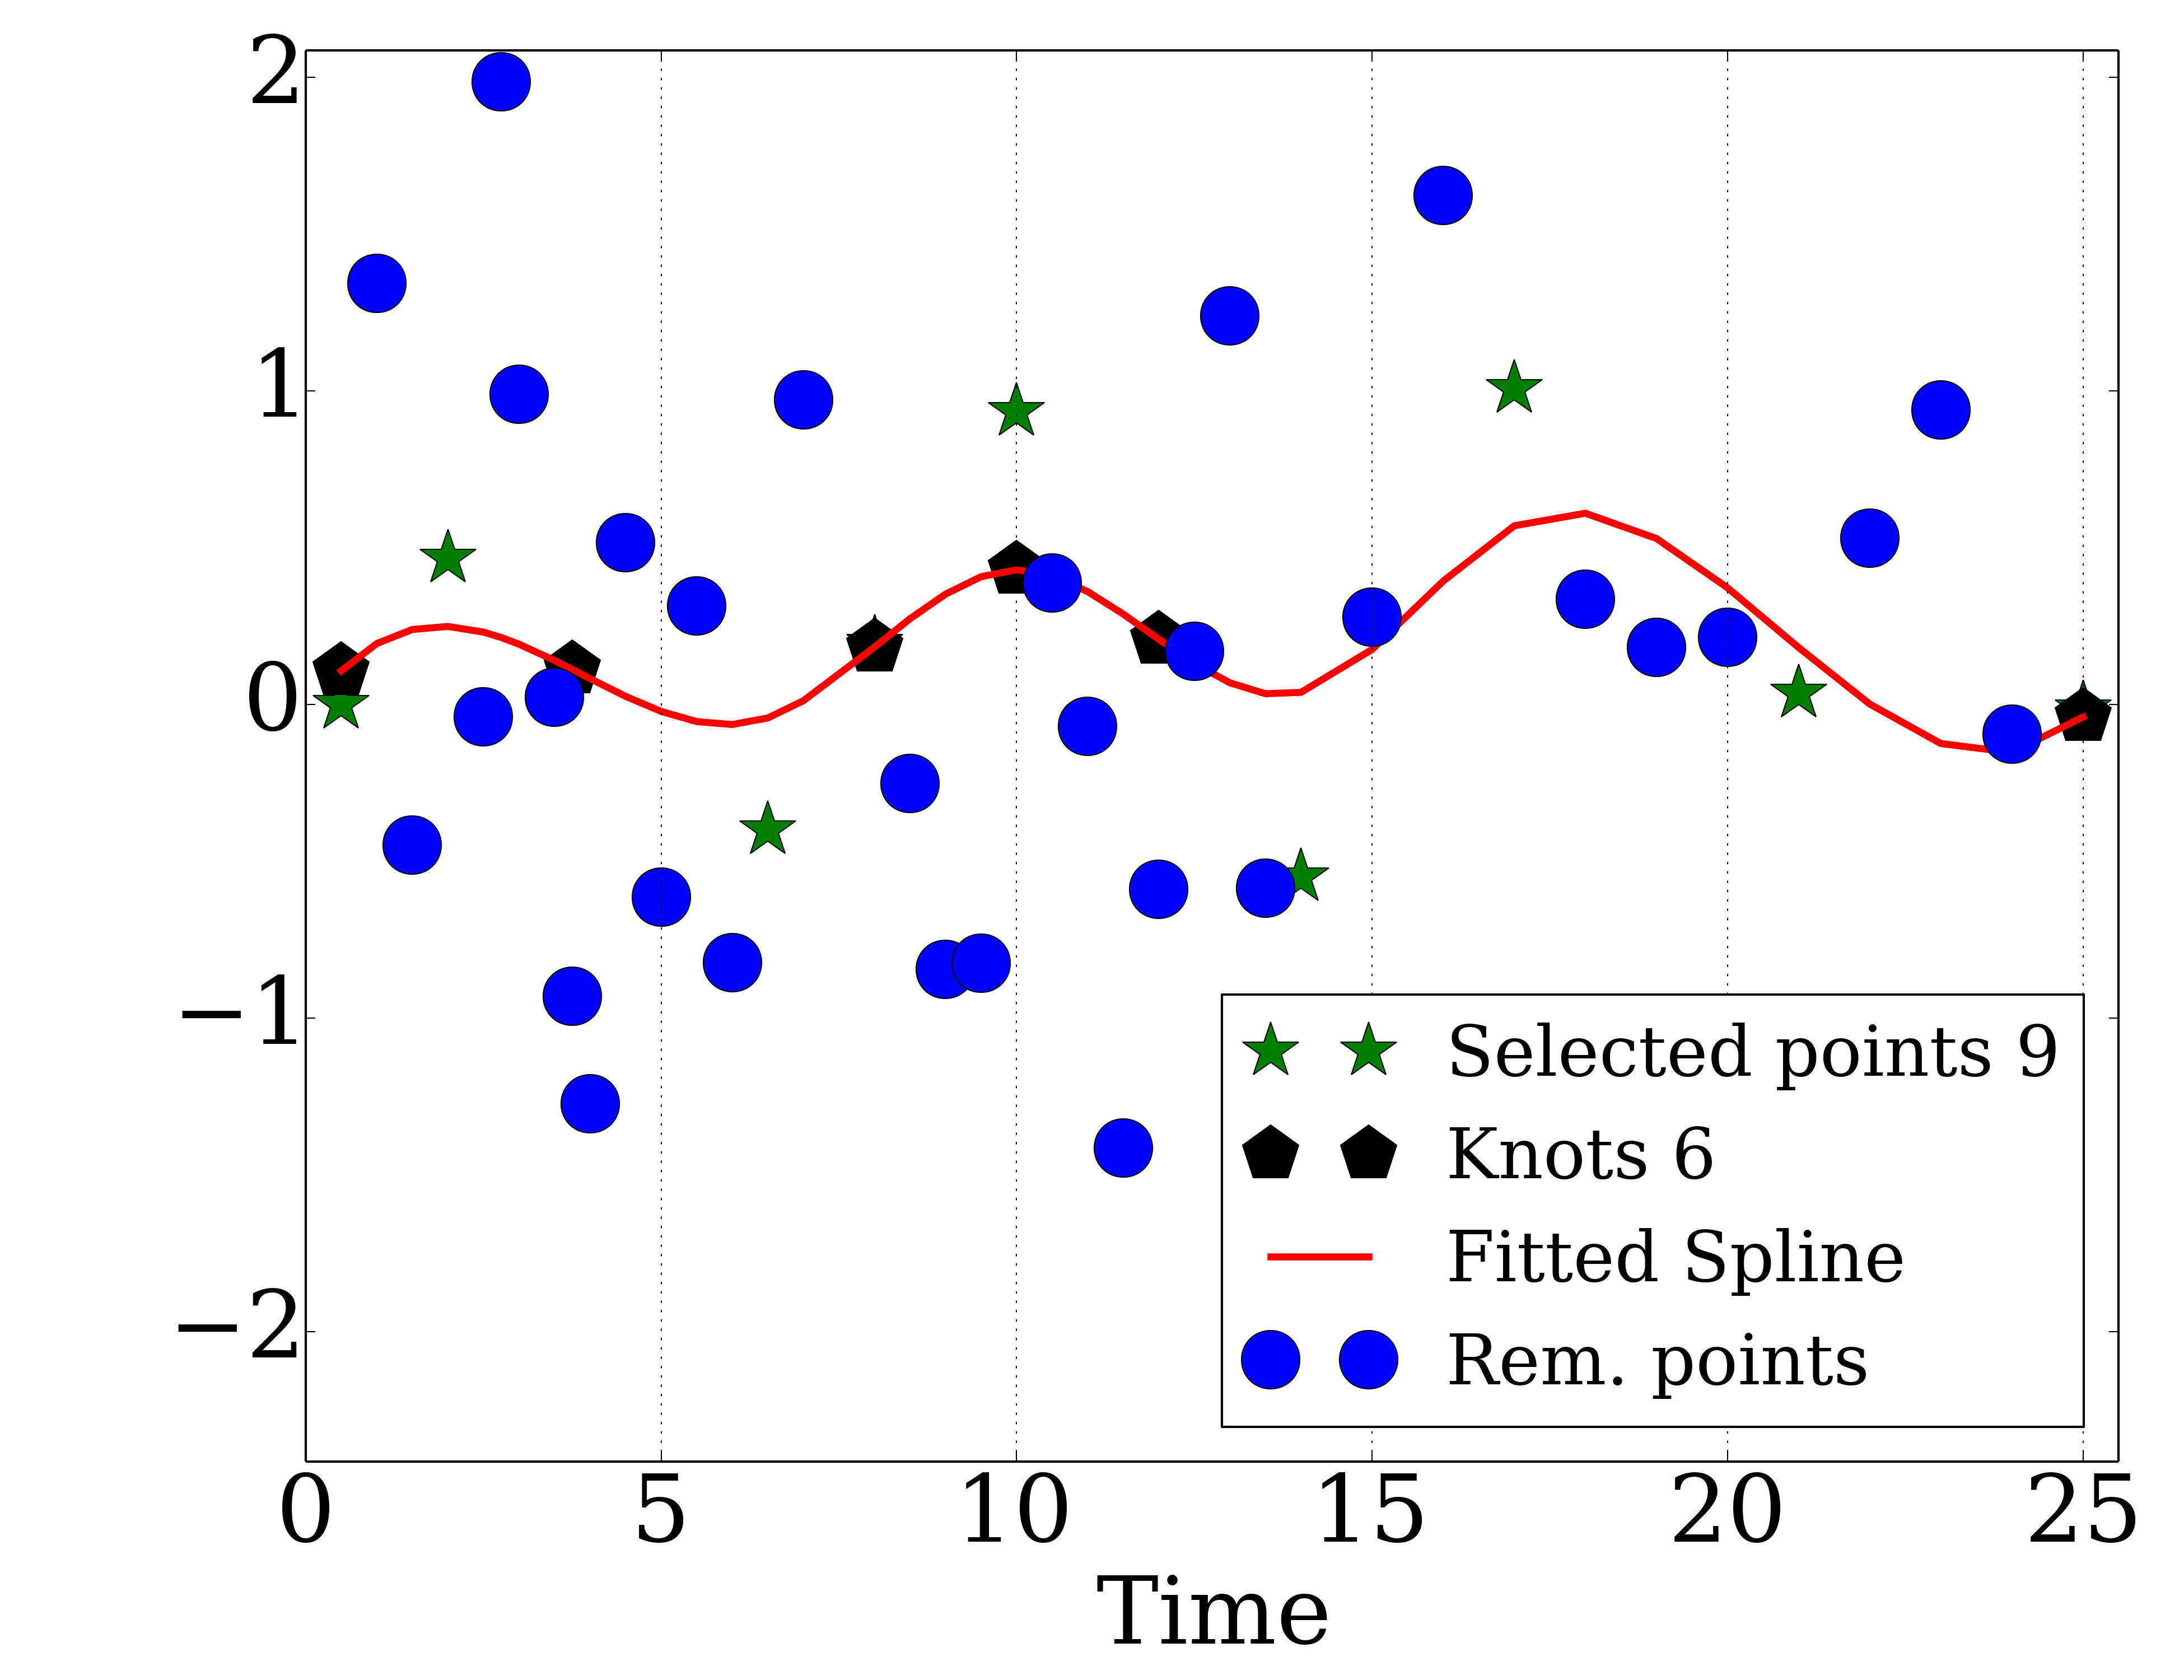 2
1
0
−1
−2
0 5 10 15 20 25
Time
Selected points 9
Knots 6
Fitted Spline
Rem. points